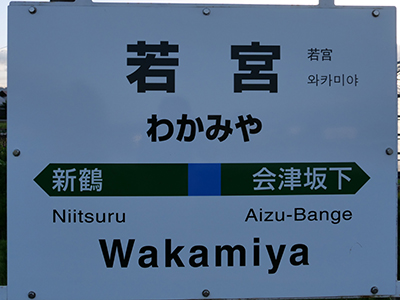 若宮
若宮
와카미야
わかみや
新鶴 会津坂下
Niitsuru Aizu-Bange
Wakamiya